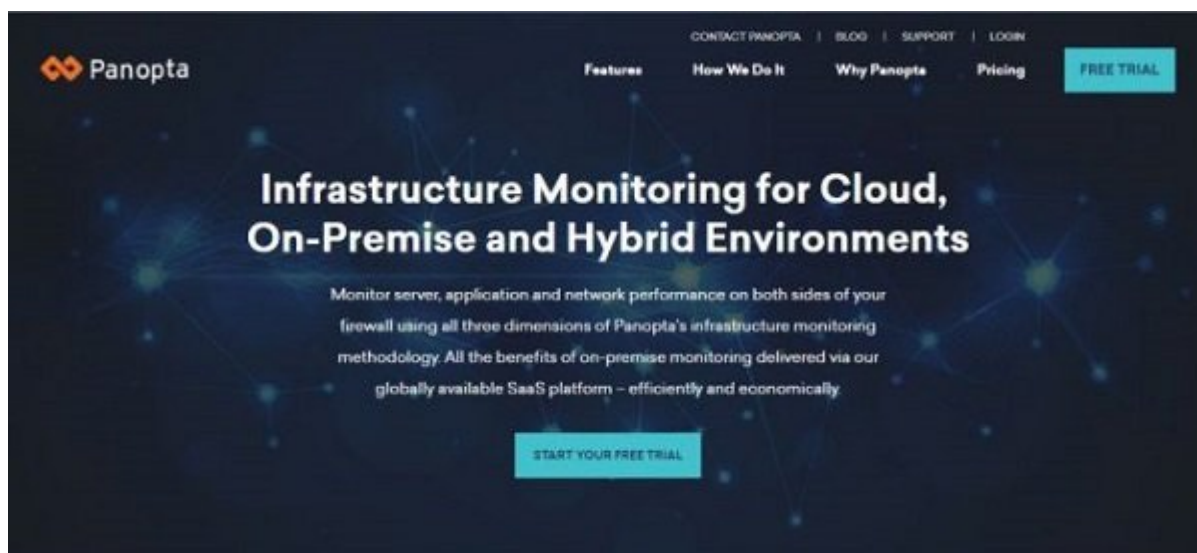 CONTACT PANOPTA | BLOG | SUPPORT | LOGIN
Panopta
Features How We Do It Why Panopta Pricing FREE TRIAL
Infrastructure Monitoring for Cloud,
On-Premise and Hybrid Environments
Monitor server, application and network performance on both sides of your
firewall using all three dimensions of Panopta's infrastructure monitoring
methodology. All the benefits of on-premise monitoring delivered via our
globally available SaaS platform – efficiently and economically.
START YOUR FREE TRIAL